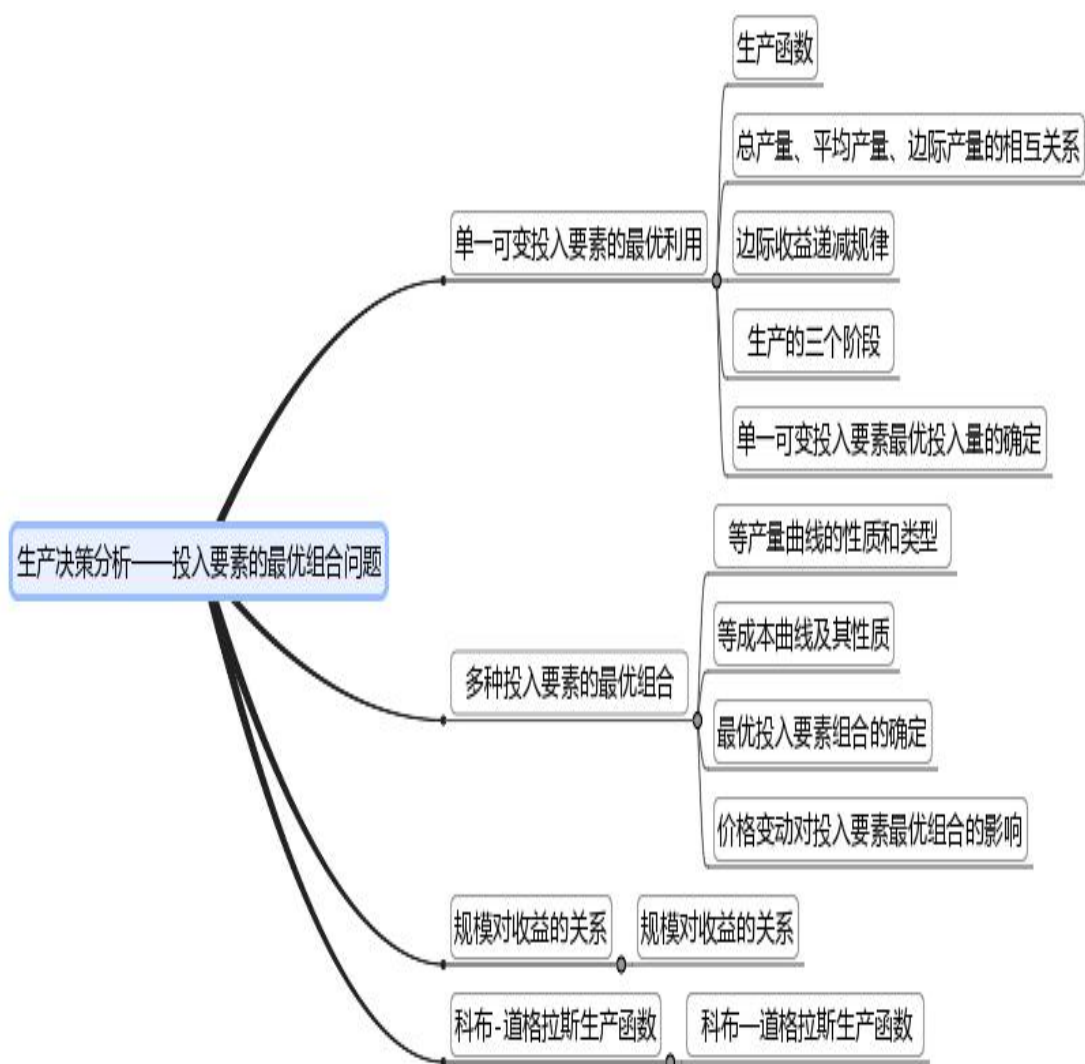 生产函数
总产量、平均产量、边际产量的相互关系
单一可变投入要素的最优利用
边际收益递减规律
生产的三个阶段
单一可变投入要素最优投入量的确定
生产决策分析——投入要素的最优组合问题
等产量曲线的性质和类型
等成本曲线及其性质
多种投入要素的最优组合
最优投入要素组合的确定
价格变动对投入要素最优组合的影响
规模对收益的关系
规模对收益的关系
科布-道格拉斯生产函数
科布—道格拉斯生产函数